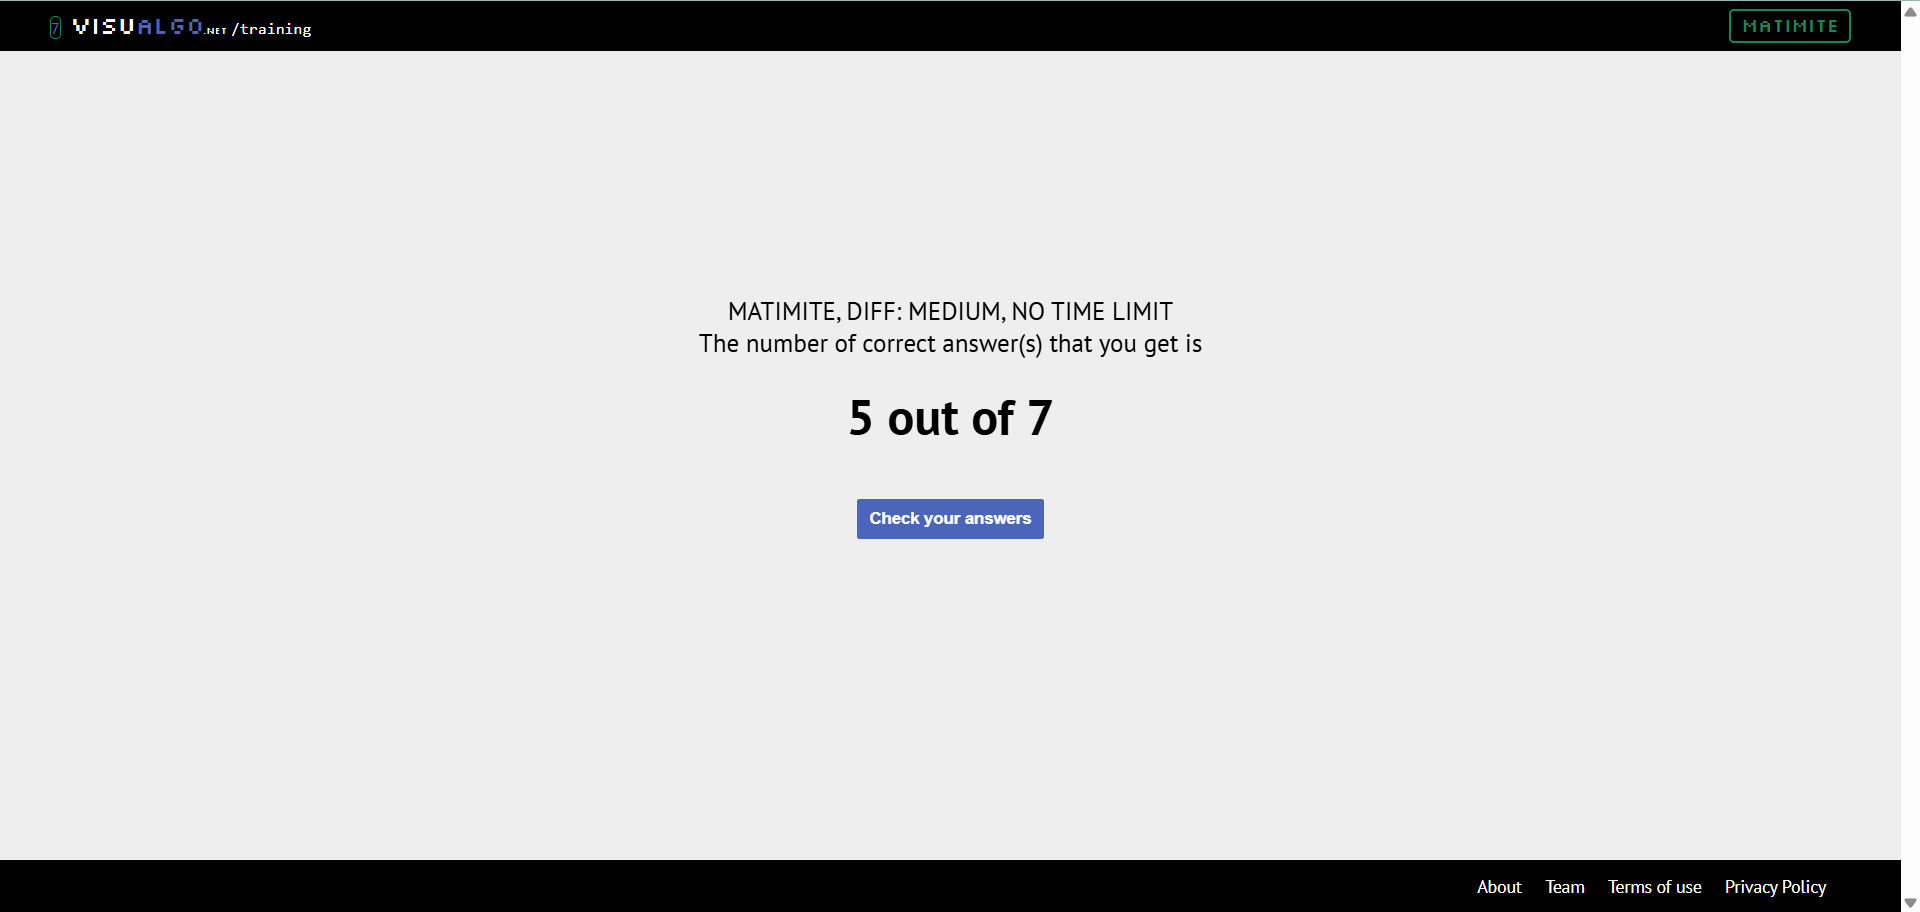 7 VISUALGO.NET /training
MATIMITE
MATIMITE, DIFF: MEDIUM, NO TIME LIMIT
The number of correct answer(s) that you get is
5 out of 7
Check your answers
About Team Terms of use Privacy Policy